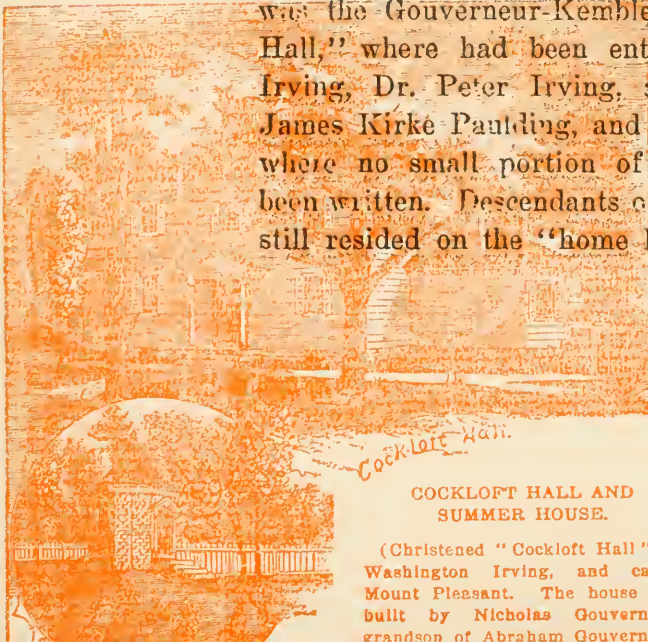 was the Gouverneur-Kemble
Hall," where had been ent
Irving, Dr. Peter Irving,
James Kirke Paulding, and
where no small portion of
been written. Descendants o
still resided on the "home
Cockloft Hall.
COCKLOFT HALL AND
SUMMER HOUSE.
(Christened "Cockloft Hall"
Washington Irving, and ca
Mount Pleasant. The house
built by Nicholas Gouvern
grandson of Abraham Gouvern